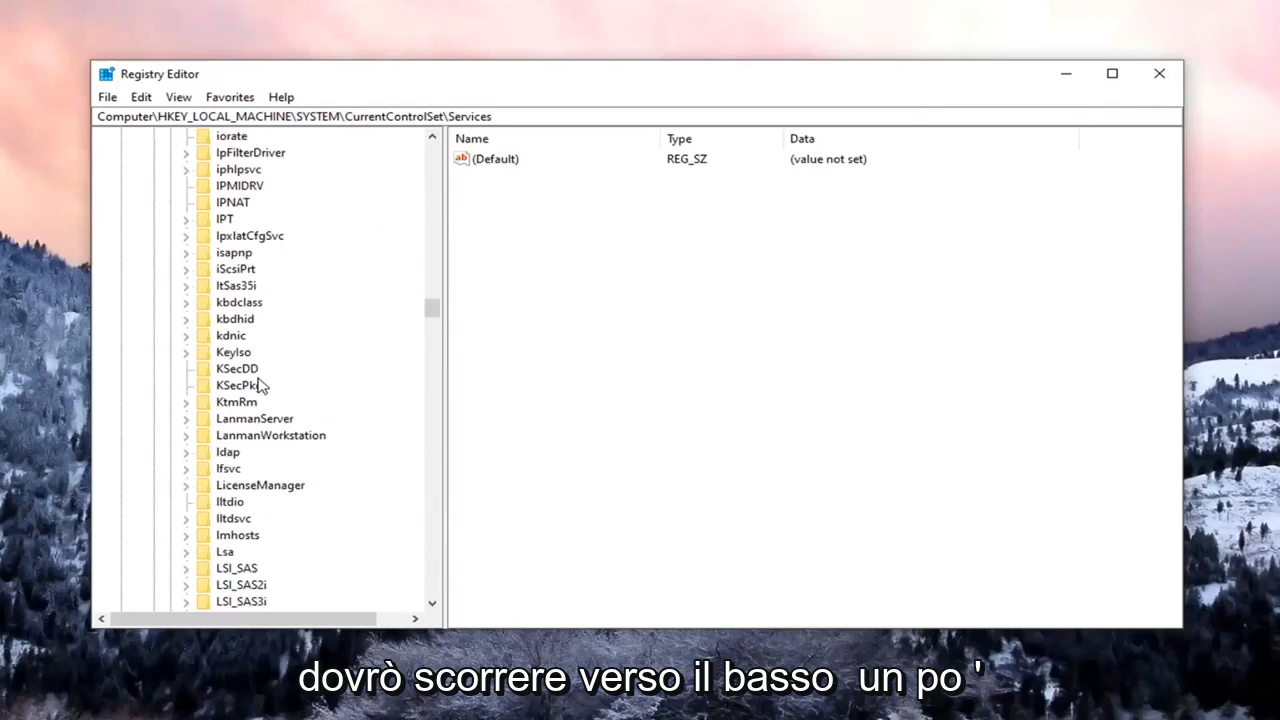 Registry Editor
File Edit View Favorites Help
Computer\HKEY_LOCAL_MACHINE\SYSTEM\CurrentControlSet\Services
Name Type Data
ab (Default) REG_SZ (value not set)
iorate
IpFilterDriver
iphlpsvc
IPMIDRV
IPNAT
IPT
IpxlatCfgSvc
isapnp
iScsiPrt
ItSas35i
kbdclass
kbdhid
kdnic
KeyIso
KSecDD
KSecPk
KtmRm
LanmanServer
LanmanWorkstation
ldap
lfsvc
LicenseManager
lltdio
lltdsvc
lmhosts
Lsa
LSI_SAS
LSI_SAS2i
LSI_SAS3i
dovrò scorrere verso il basso un po '